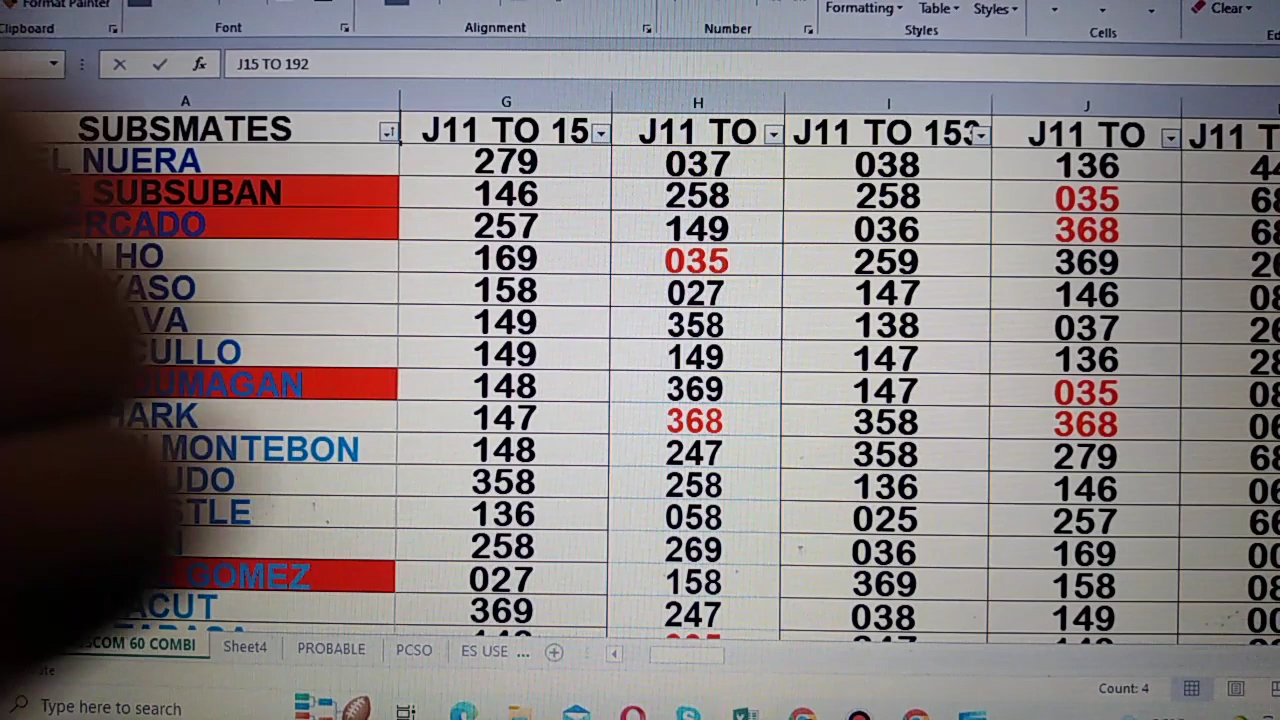 Format Painter
Formatting Table Styles Clear
Clipboard Font Alignment Number Styles Cells Ed
fx J15 TO 192
A G H I J
SUBSMATES J11 TO 15 J11 TO J11 TO 153 J11 TO J11 T
NUERA 279 037 038 136
SUBSUBAN 146 258 258 035
ERCADO 257 149 036 368
HO 169 035 259 369
YASO 158 027 147 146
AVA 149 358 138 037
CULLO 149 149 147 136
DUMAGAN 148 369 147 035
HARK 147 368 358 368
MONTEBON 148 247 358 279
UDO 358 258 136 146
STLE 136 058 025 257
258 269 036 169
GOMEZ 027 158 369 158
ACUT 369 247 038 149
SCOM 60 COMBI Sheet4 PROBABLE PCSO ES USE ...
Count: 4
Type here to search